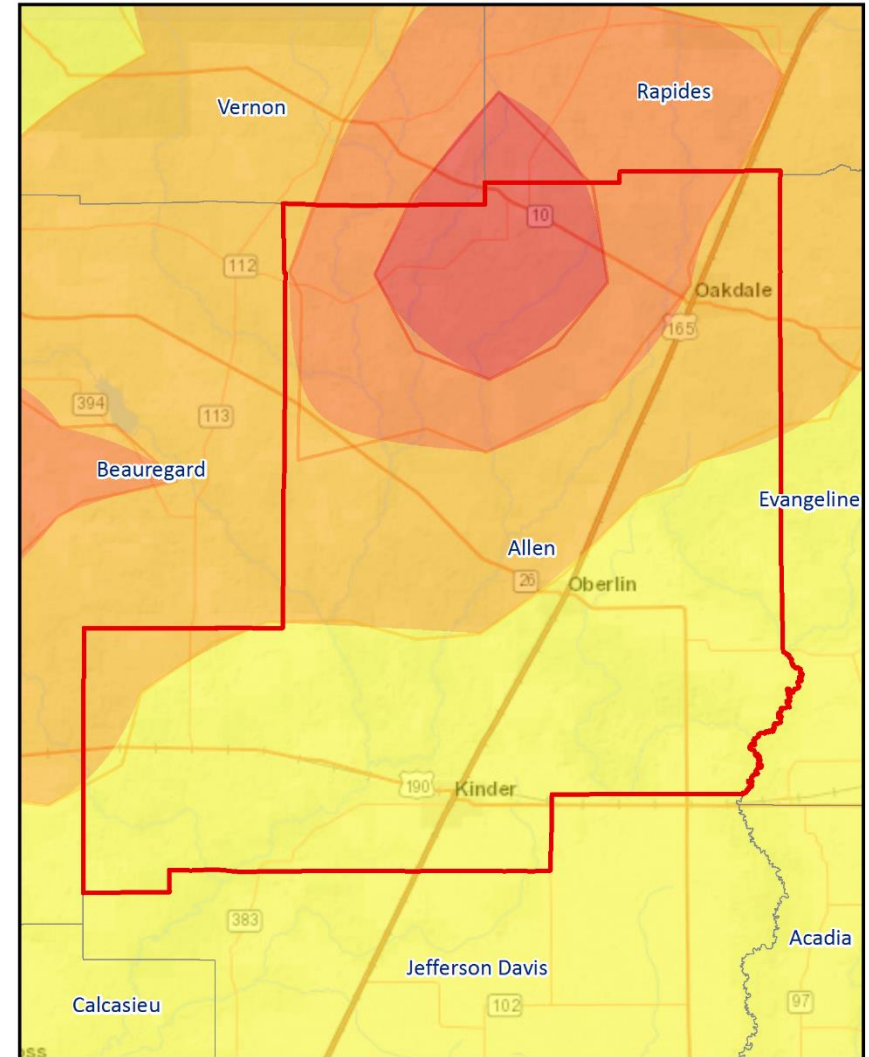 Rapides
Vernon
10
112
Oakdale
165
394
113
Beauregard
Evangeline
Allen
26
Oberlin
190
Kinder
383
Acadia
Jefferson Davis
97
Calcasieu
102